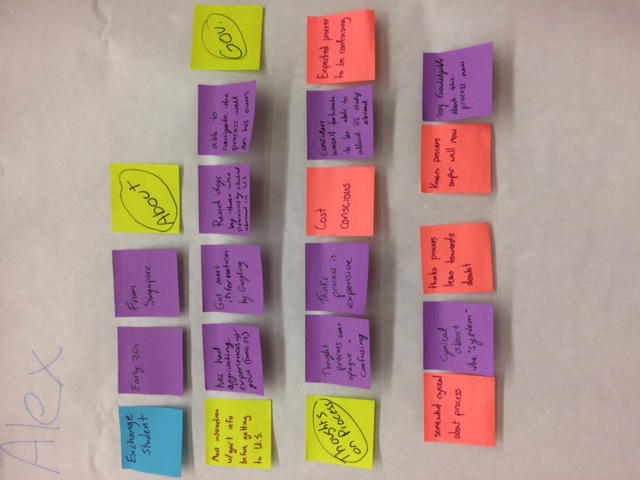 Alex
Exchange
student
Early 20s
From
Singapore
About
Most interaction
w/gov't info
before getting
to U.S.
has had
aggrivating
experiences w/
gov't
Got most
information
by Googling
Read blogs
by those who
previously studied
abroad in US
able to
navigate the
process well
on his own
Gov.
Thoughts
on Process
Thought
process was
opaque +
confusing
Thinks
process is
expensive
Cost
Conscious
Considers
himself fortunate
to be able to
afford US study
abroad
Expected process
to be confusing
somewhat cynical
about process
Cynical
about
the "system"
thinks process
leans towards
doubt
Knows process
super well now
Very Knowledgable
about the
process now